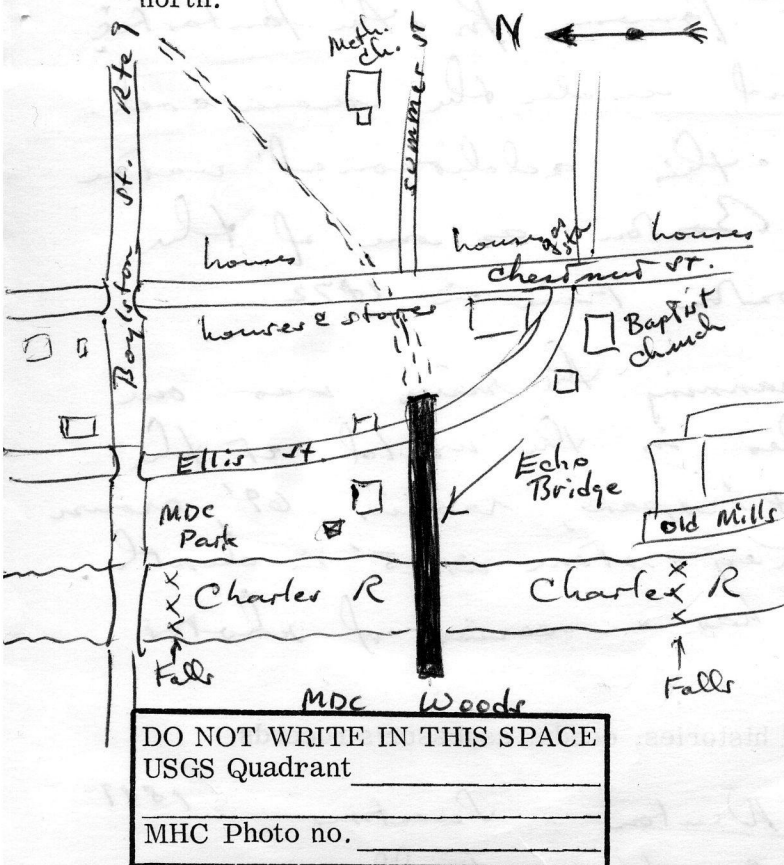 north.
Boylston St. Rte 9
Meth.
Ch.
N
Summer St
houses
houses
gas
sta
houses
Chestnut St.
houses & stores
Baptist
Church
Ellis St.
Echo
Bridge
MDC
Park
Old Mills
Charles R
Charles R
x x x
x x x
Falls
Falls
MDC Woods
DO NOT WRITE IN THIS SPACE
USGS Quadrant
MHC Photo no.